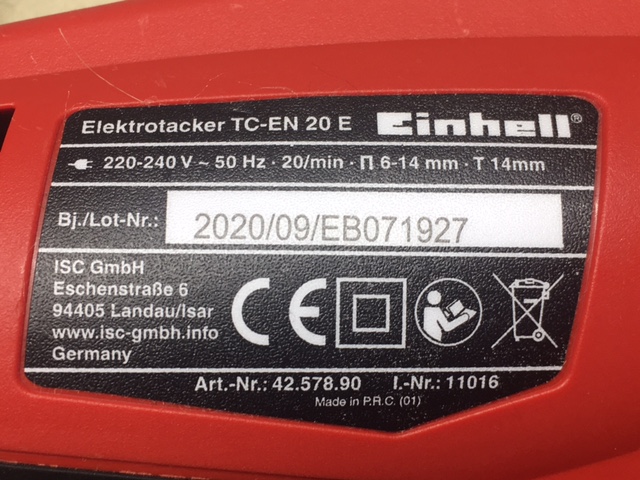 Elektrotacker TC-EN 20 E Einhell®
220-240 V ~ 50 Hz · 20/min · Π 6-14 mm · T 14mm
Bj./Lot-Nr.: 2020/09/EB071927
ISC GmbH
Eschenstraße 6
94405 Landau/Isar
www.isc-gmbh.info
Germany
CE
Art.-Nr.: 42.578.90 I.-Nr.: 11016
Made in P.R.C. (01)